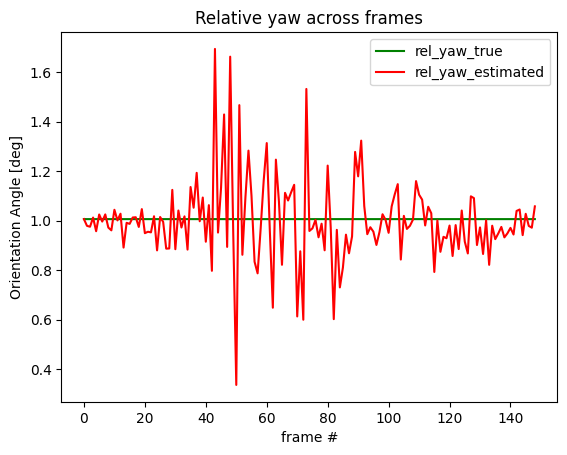 Relative yaw across frames
rel_yaw_true
rel_yaw_estimated
Orientation Angle [deg]
1.6
1.4
1.2
1.0
0.8
0.6
0.4
0 20 40 60 80 100 120 140
frame #